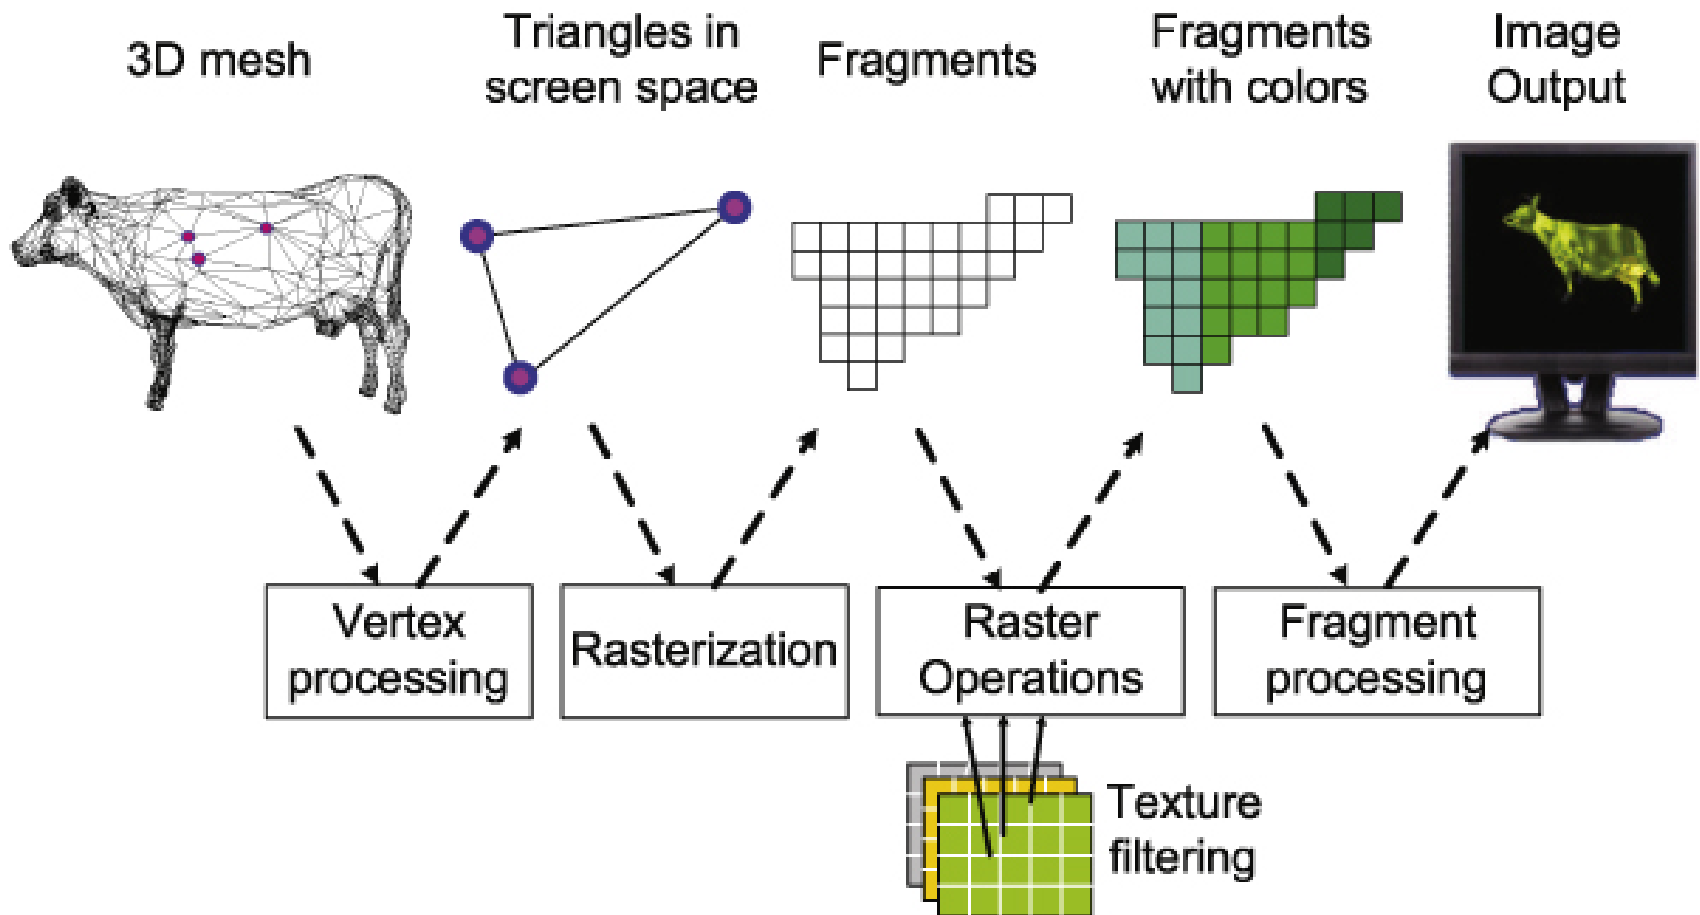 3D mesh
Triangles in
screen space
Fragments
Fragments
with colors
Image
Output
Vertex
processing
Rasterization
Raster
Operations
Fragment
processing
Texture
filtering